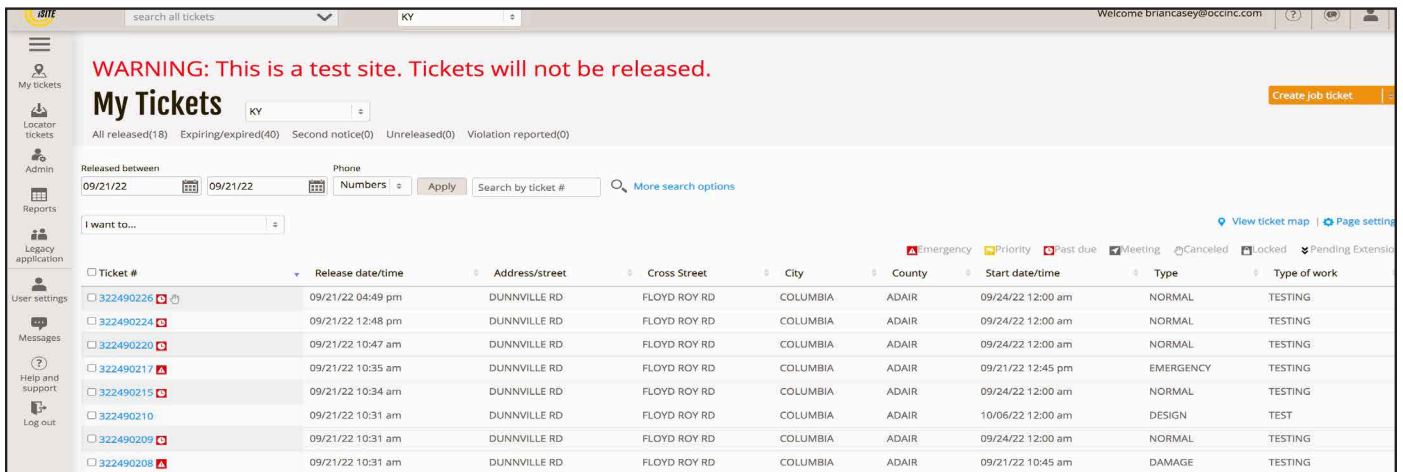 iSITE
search all tickets
KY
Welcome briancasey@occinc.com
WARNING: This is a test site. Tickets will not be released.
My Tickets
KY
Create job ticket
All released(18) Expiring/expired(40) Second notice(0) Unreleased(0) Violation reported(0)
My tickets
Locator
tickets
Admin
Reports
Legacy
application
User settings
Messages
Help and
support
Log out
Released between
Phone
09/21/22
09/21/22
Numbers
Apply
Search by ticket #
More search options
I want to...
View ticket map | Page setting
Emergency Priority Past due Meeting Canceled Locked Pending Extensio
Ticket # Release date/time Address/street Cross Street City County Start date/time Type Type of work
322490226 09/21/22 04:49 pm DUNNVILLE RD FLOYD ROY RD COLUMBIA ADAIR 09/24/22 12:00 am NORMAL TESTING
322490224 09/21/22 12:48 pm DUNNVILLE RD FLOYD ROY RD COLUMBIA ADAIR 09/24/22 12:00 am NORMAL TESTING
322490220 09/21/22 10:47 am DUNNVILLE RD FLOYD ROY RD COLUMBIA ADAIR 09/24/22 12:00 am NORMAL TESTING
322490217 09/21/22 10:35 am DUNNVILLE RD FLOYD ROY RD COLUMBIA ADAIR 09/21/22 12:45 pm EMERGENCY TESTING
322490215 09/21/22 10:34 am DUNNVILLE RD FLOYD ROY RD COLUMBIA ADAIR 09/24/22 12:00 am NORMAL TESTING
322490210 09/21/22 10:31 am DUNNVILLE RD FLOYD ROY RD COLUMBIA ADAIR 10/06/22 12:00 am DESIGN TEST
322490209 09/21/22 10:31 am DUNNVILLE RD FLOYD ROY RD COLUMBIA ADAIR 09/24/22 12:00 am NORMAL TESTING
322490208 09/21/22 10:31 am DUNNVILLE RD FLOYD ROY RD COLUMBIA ADAIR 09/21/22 10:45 am DAMAGE TESTING